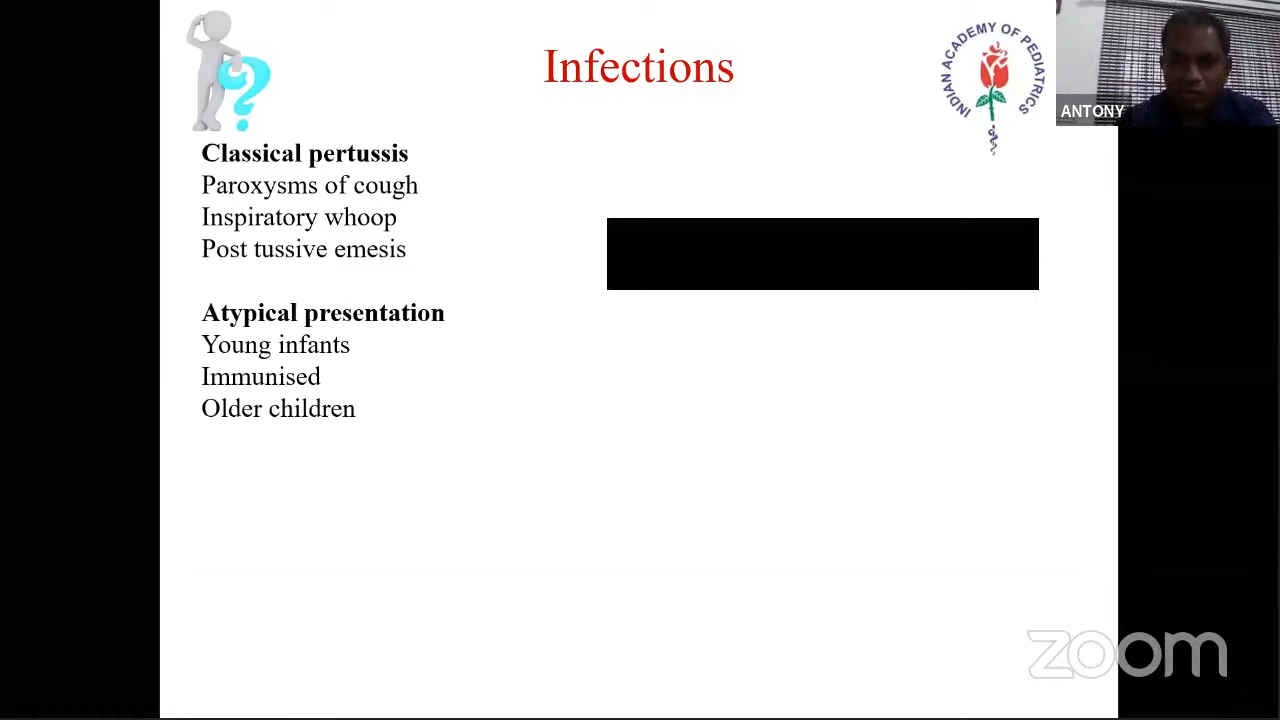 Infections
INDIAN ACADEMY OF PEDIATRICS
ANTONY
Classical pertussis
Paroxysms of cough
Inspiratory whoop
Post tussive emesis
Atypical presentation
Young infants
Immunised
Older children
zoom